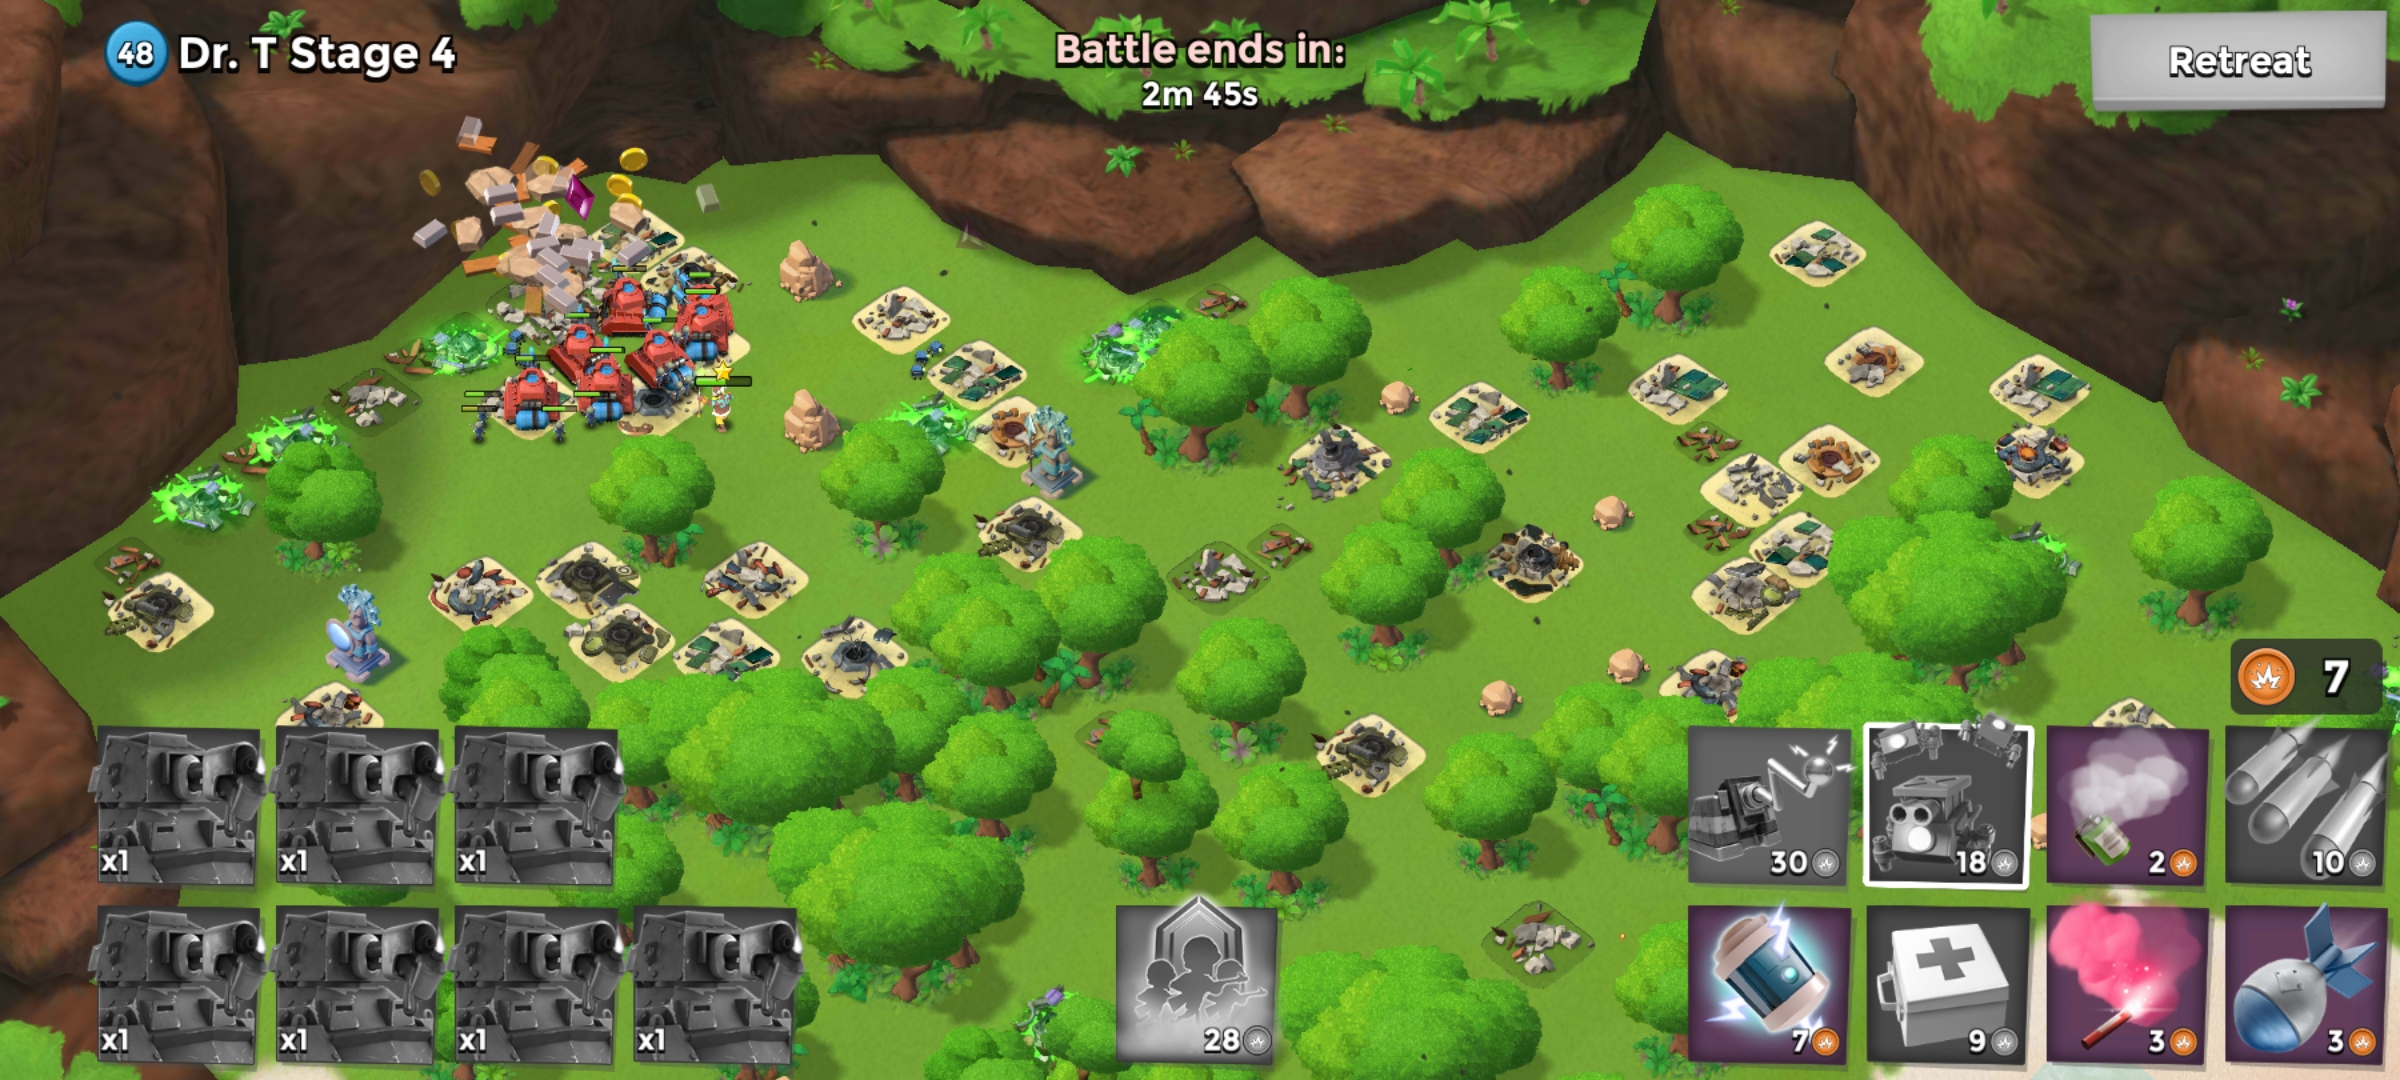 48 Dr. T Stage 4
Battle ends in:
2m 45s
Retreat
7
x1
x1
x1
30
18
2
10
x1
x1
x1
x1
28
7
9
3
3